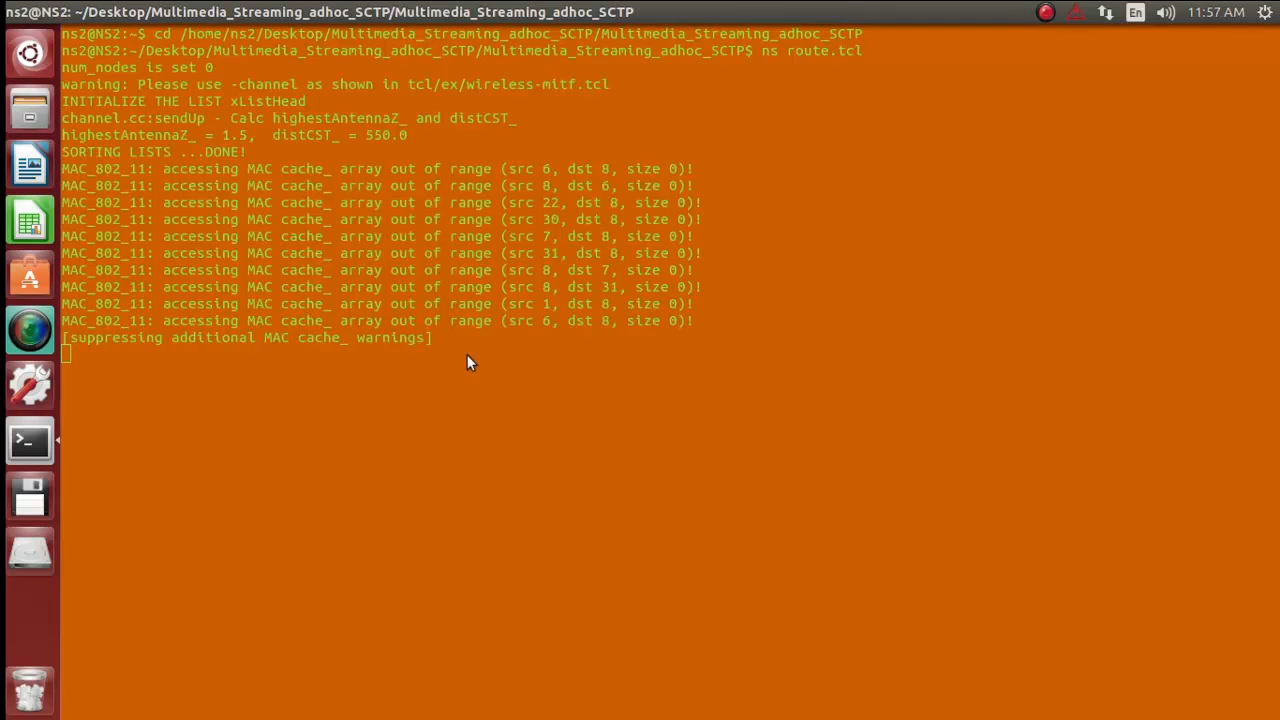 ns2@NS2: ~/Desktop/Multimedia_Streaming_adhoc_SCTP/Multimedia_Streaming_adhoc_SCTP
En
11:57 AM
ns2@NS2:~$ cd /home/ns2/Desktop/Multimedia_Streaming_adhoc_SCTP/Multimedia_Streaming_adhoc_SCTP
ns2@NS2:~/Desktop/Multimedia_Streaming_adhoc_SCTP/Multimedia_Streaming_adhoc_SCTP$ ns route.tcl
num_nodes is set 0
warning: Please use -channel as shown in tcl/ex/wireless-mitf.tcl
INITIALIZE THE LIST xListHead
channel.cc:sendUp - Calc highestAntennaZ_ and distCST_
highestAntennaZ_ = 1.5,  distCST_ = 550.0
SORTING LISTS ...DONE!
MAC_802_11: accessing MAC cache_ array out of range (src 6, dst 8, size 0)!
MAC_802_11: accessing MAC cache_ array out of range (src 8, dst 6, size 0)!
MAC_802_11: accessing MAC cache_ array out of range (src 22, dst 8, size 0)!
MAC_802_11: accessing MAC cache_ array out of range (src 30, dst 8, size 0)!
MAC_802_11: accessing MAC cache_ array out of range (src 7, dst 8, size 0)!
MAC_802_11: accessing MAC cache_ array out of range (src 31, dst 8, size 0)!
MAC_802_11: accessing MAC cache_ array out of range (src 8, dst 7, size 0)!
MAC_802_11: accessing MAC cache_ array out of range (src 8, dst 31, size 0)!
MAC_802_11: accessing MAC cache_ array out of range (src 1, dst 8, size 0)!
MAC_802_11: accessing MAC cache_ array out of range (src 6, dst 8, size 0)!
[suppressing additional MAC cache_ warnings]